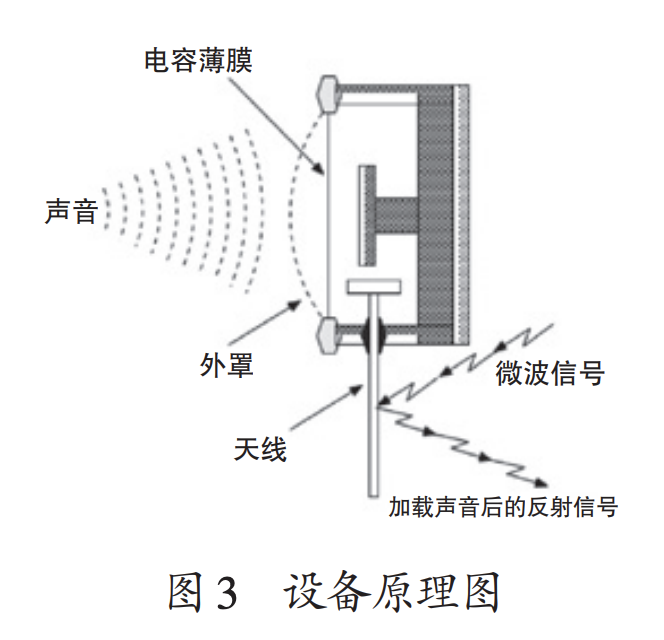 电容薄膜
声音
外罩
微波信号
天线
加载声音后的反射信号
图3 设备原理图